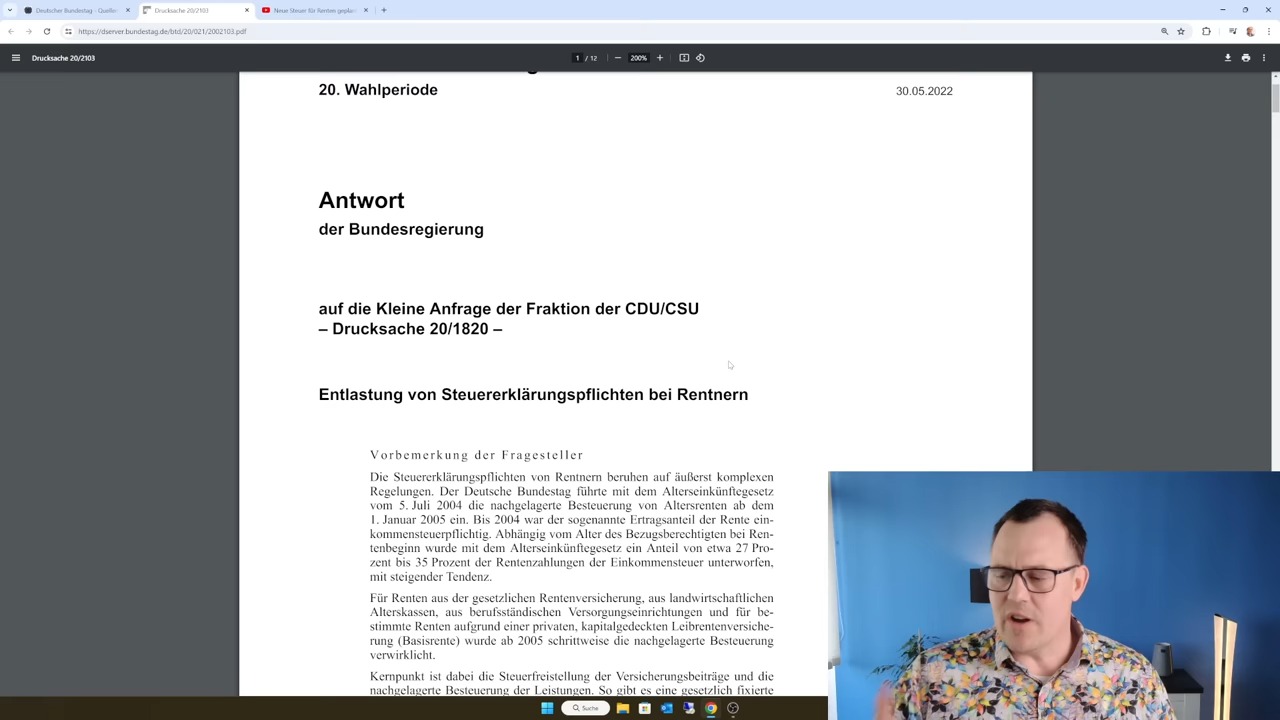 Deutscher Bundestag - Quellen
Drucksache 20/2103
Neue Steuer für Renten geplant
https://dserver.bundestag.de/btd/20/021/2002103.pdf
Drucksache 20/2103
1 / 12
200%
20. Wahlperiode
30.05.2022
Antwort
der Bundesregierung
auf die Kleine Anfrage der Fraktion der CDU/CSU
– Drucksache 20/1820 –
Entlastung von Steuererklärungspflichten bei Rentnern
Vorbemerkung der Fragesteller
Die Steuererklärungspflichten von Rentnern beruhen auf äußerst komplexen
Regelungen. Der Deutsche Bundestag führte mit dem Alterseinkünftegesetz
vom 5. Juli 2004 die nachgelagerte Besteuerung von Altersrenten ab dem
1. Januar 2005 ein. Bis 2004 war der sogenannte Ertragsanteil der Rente ein-
kommensteuerpflichtig. Abhängig vom Alter des Bezugsberechtigten bei Ren-
tenbeginn wurde mit dem Alterseinkünftegesetz ein Anteil von etwa 27 Pro-
zent bis 35 Prozent der Rentenzahlungen der Einkommensteuer unterworfen,
mit steigender Tendenz.
Für Renten aus der gesetzlichen Rentenversicherung, aus landwirtschaftlichen
Alterskassen, aus berufsständischen Versorgungseinrichtungen und für be-
stimmte Renten aufgrund einer privaten, kapitalgedeckten Leibrentenversiche-
rung (Basisrente) wurde ab 2005 schrittweise die nachgelagerte Besteuerung
verwirklicht.
Kernpunkt ist dabei die Steuerfreistellung der Versicherungsbeiträge und die
nachgelagerte Besteuerung der Leistungen. So gibt es eine gesetzlich fixierte
Suche